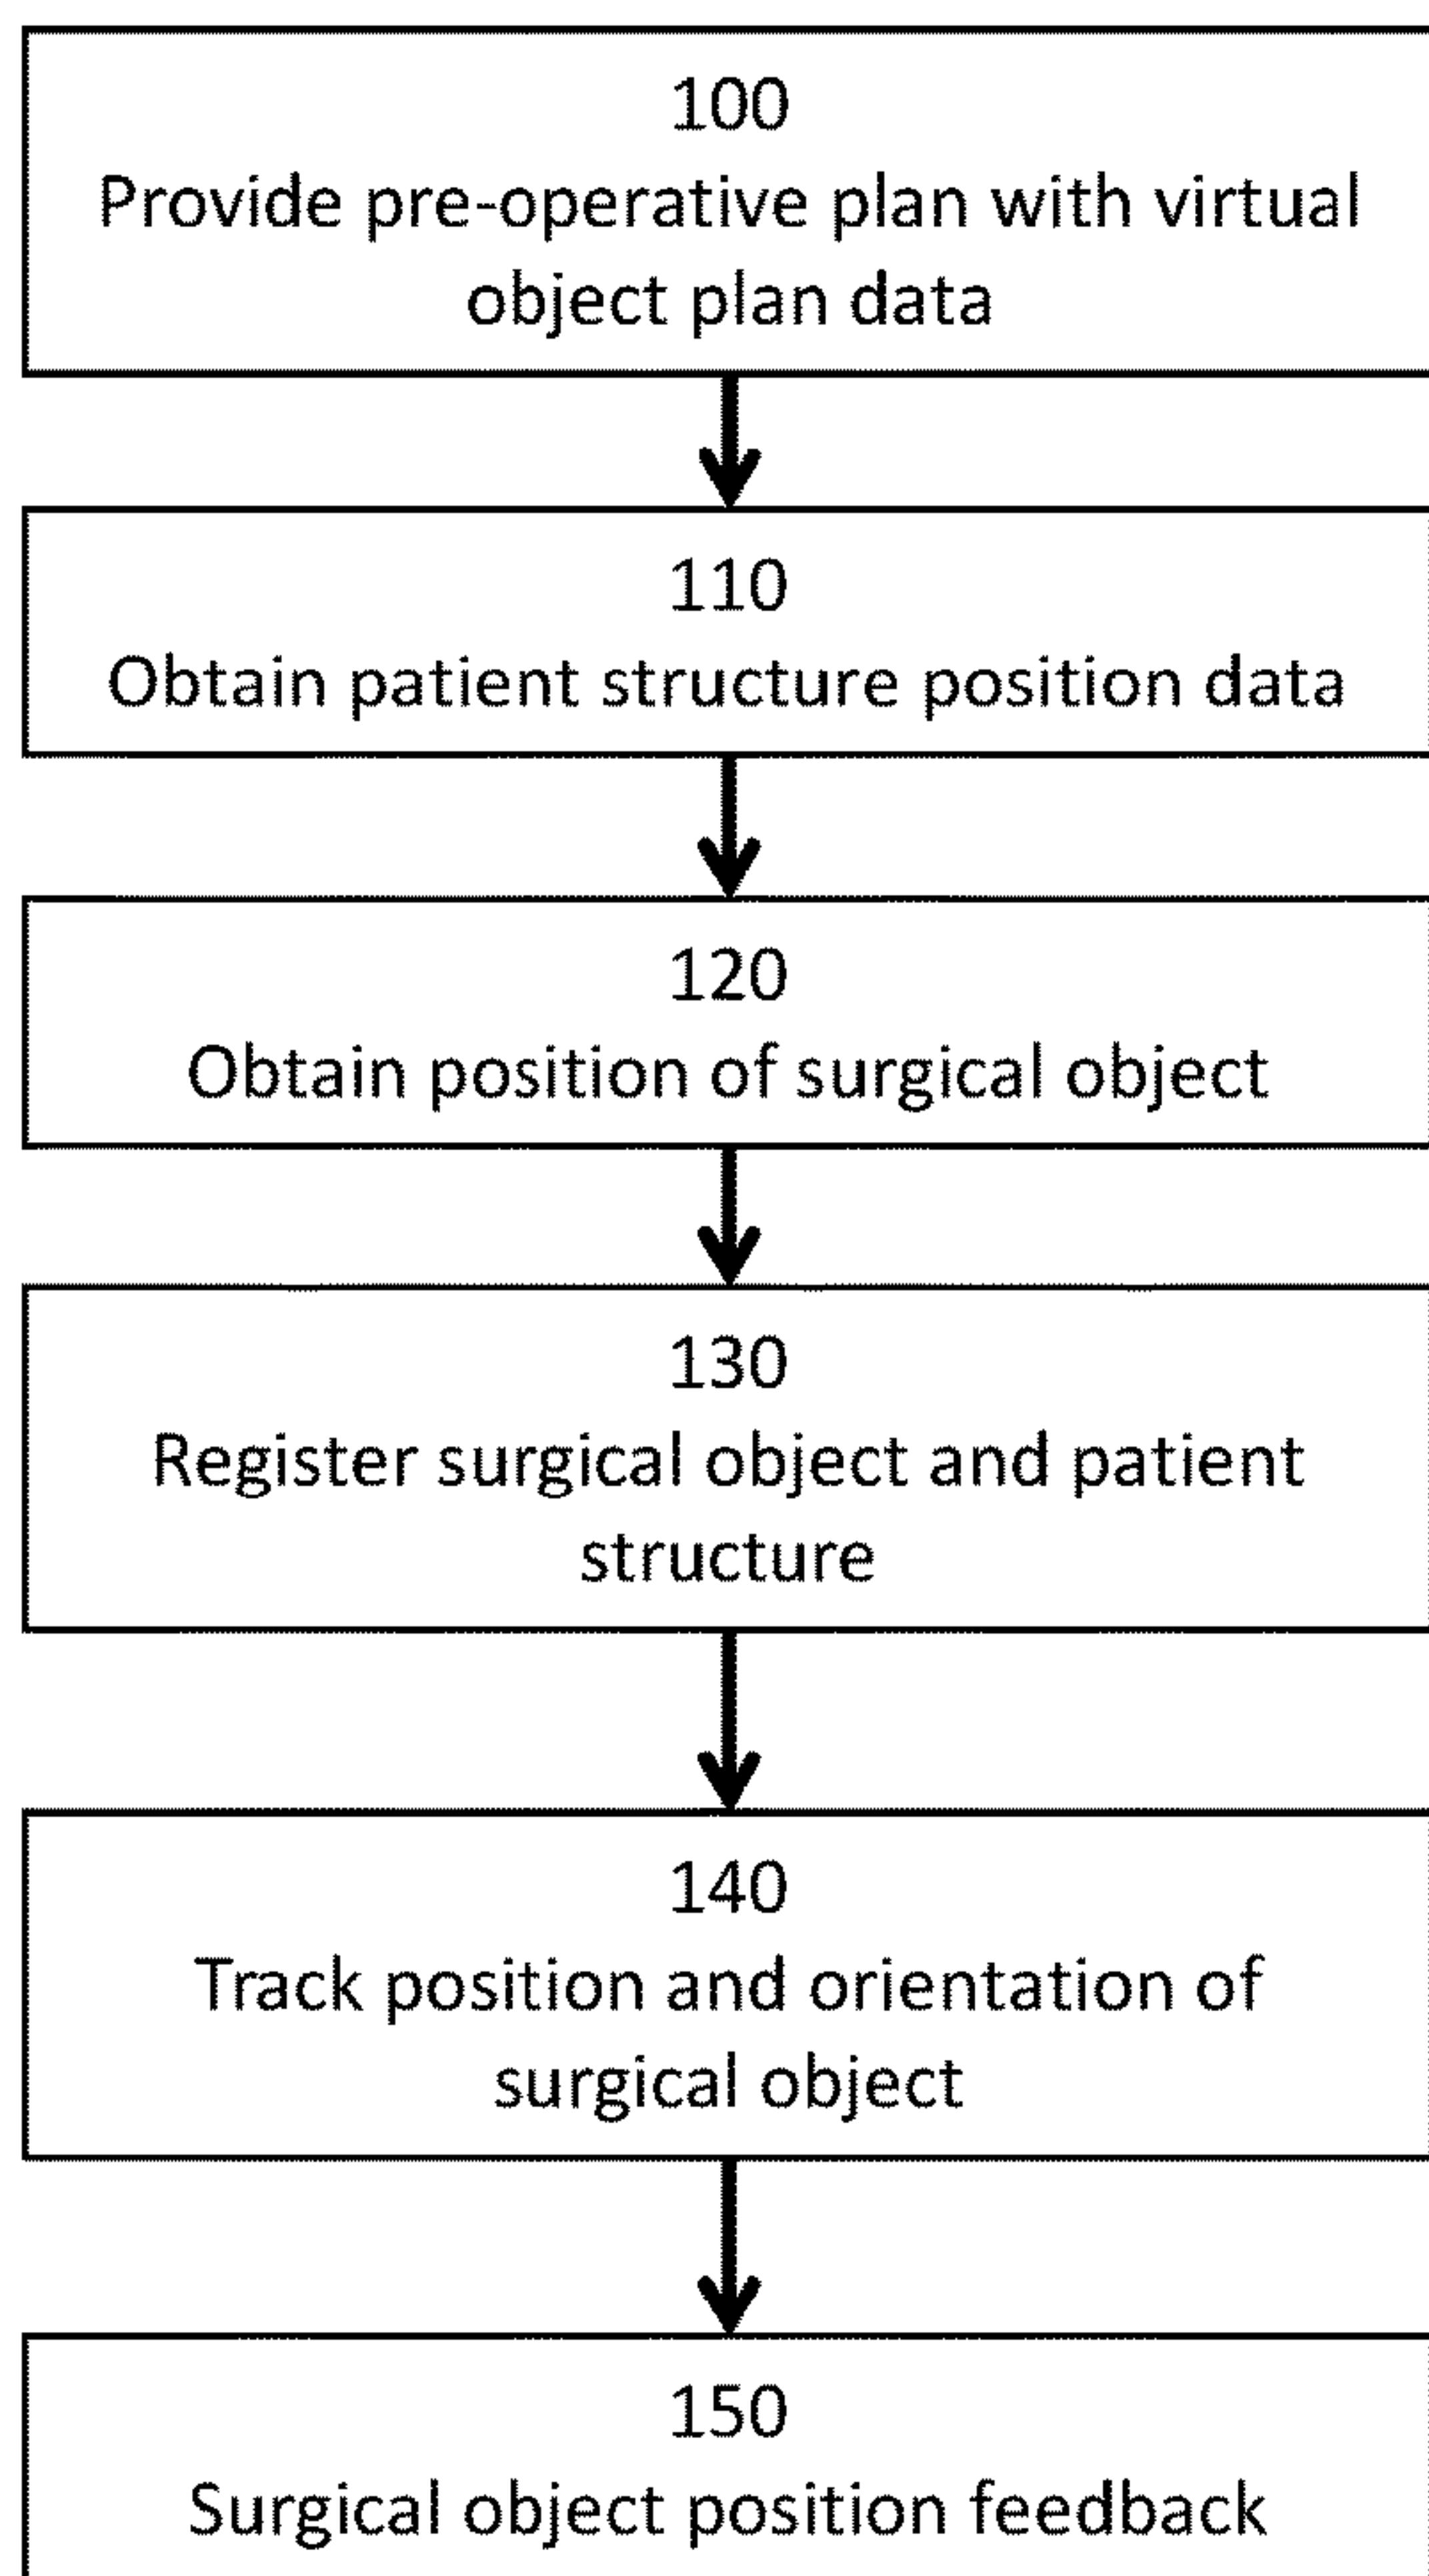 100
Provide pre-operative plan with virtual
object plan data
110
Obtain patient structure position data
120
Obtain position of surgical object
130
Register surgical object and patient
structure
140
Track position and orientation of
surgical object
150
Surgical object position feedback